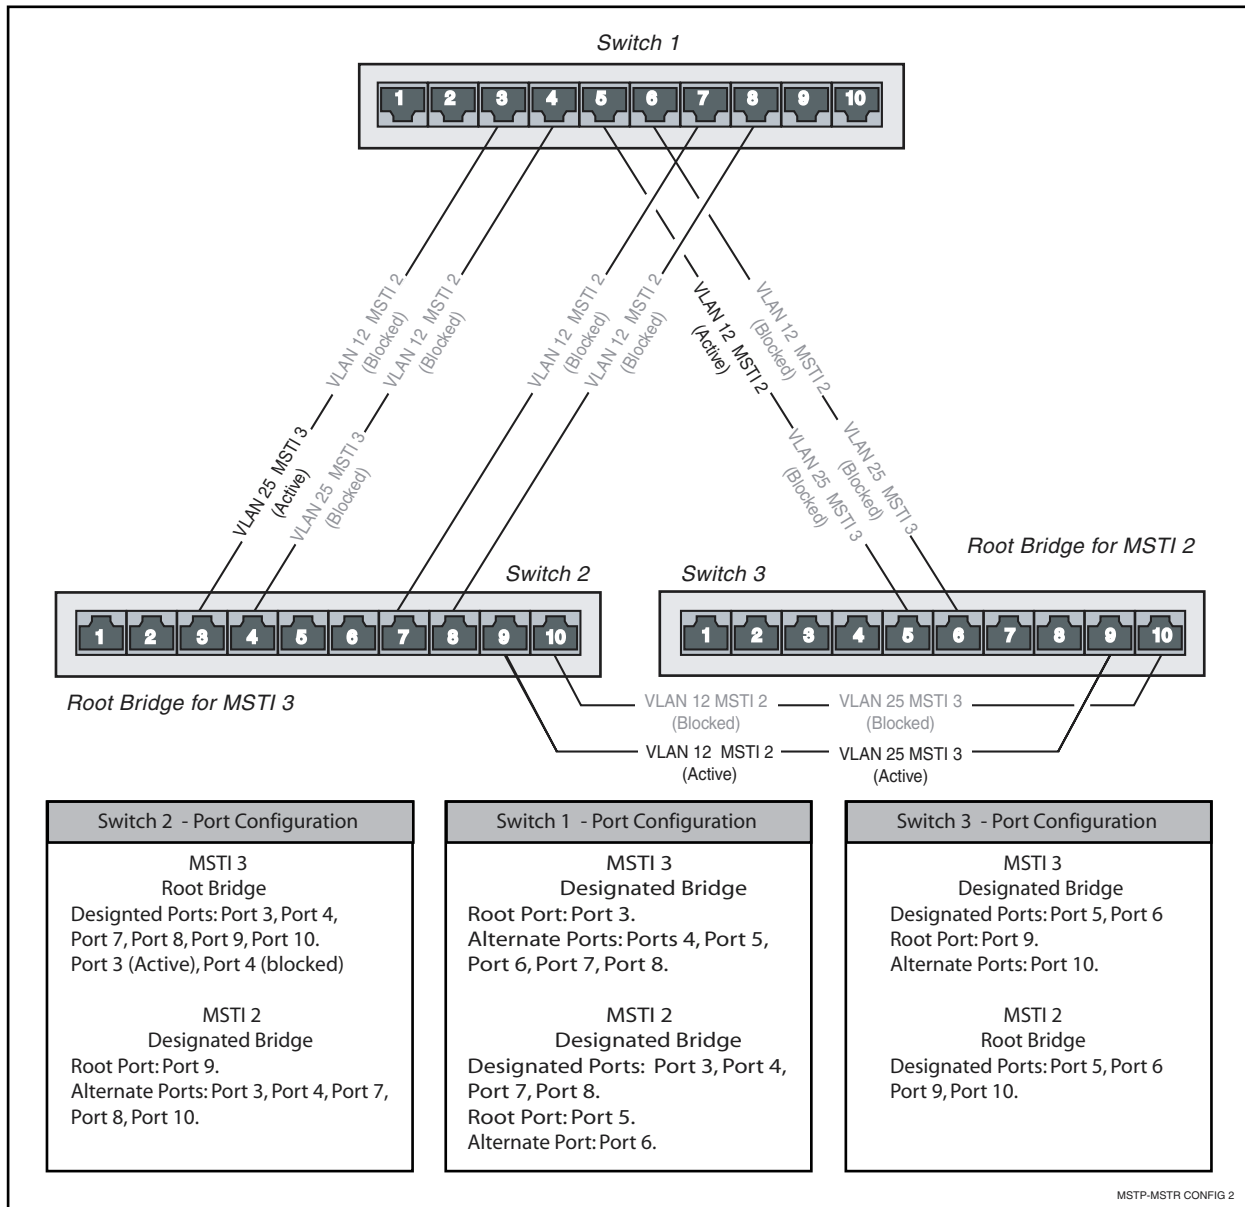 Switch 1
1 2 3 4 5 6 7 8 9 10
VLAN 12 MSTI 2
(Blocked)
VLAN 12 MSTI 2
(Blocked)
VLAN 12 MSTI 2
(Blocked)
VLAN 12 MSTI 2
(Blocked)
VLAN 12 MSTI 2
(Active)
VLAN 12 MSTI 2
(Blocked)
VLAN 25 MSTI 3
(Active)
VLAN 25 MSTI 3
(Blocked)
VLAN 25 MSTI 3
(Blocked)
VLAN 25 MSTI 3
(Blocked)
Root Bridge for MSTI 2
Switch 2
Switch 3
1 2 3 4 5 6 7 8 9 10
1 2 3 4 5 6 7 8 9 10
Root Bridge for MSTI 3
VLAN 12 MSTI 2
(Blocked)
VLAN 25 MSTI 3
(Blocked)
VLAN 12 MSTI 2
(Active)
VLAN 25 MSTI 3
(Active)
Switch 2 - Port Configuration
MSTI 3
Root Bridge
Designted Ports: Port 3, Port 4,
Port 7, Port 8, Port 9, Port 10.
Port 3 (Active), Port 4 (blocked)
MSTI 2
Designated Bridge
Root Port: Port 9.
Alternate Ports: Port 3, Port 4, Port 7,
Port 8, Port 10.
Switch 1 - Port Configuration
MSTI 3
Designated Bridge
Root Port: Port 3.
Alternate Ports: Ports 4, Port 5,
Port 6, Port 7, Port 8.
MSTI 2
Designated Bridge
Designated Ports: Port 3, Port 4,
Port 7, Port 8.
Root Port: Port 5.
Alternate Port: Port 6.
Switch 3 - Port Configuration
MSTI 3
Designated Bridge
Designated Ports: Port 5, Port 6
Root Port: Port 9.
Alternate Ports: Port 10.
MSTI 2
Root Bridge
Designated Ports: Port 5, Port 6
Port 9, Port 10.
MSTP-MSTR CONFIG 2